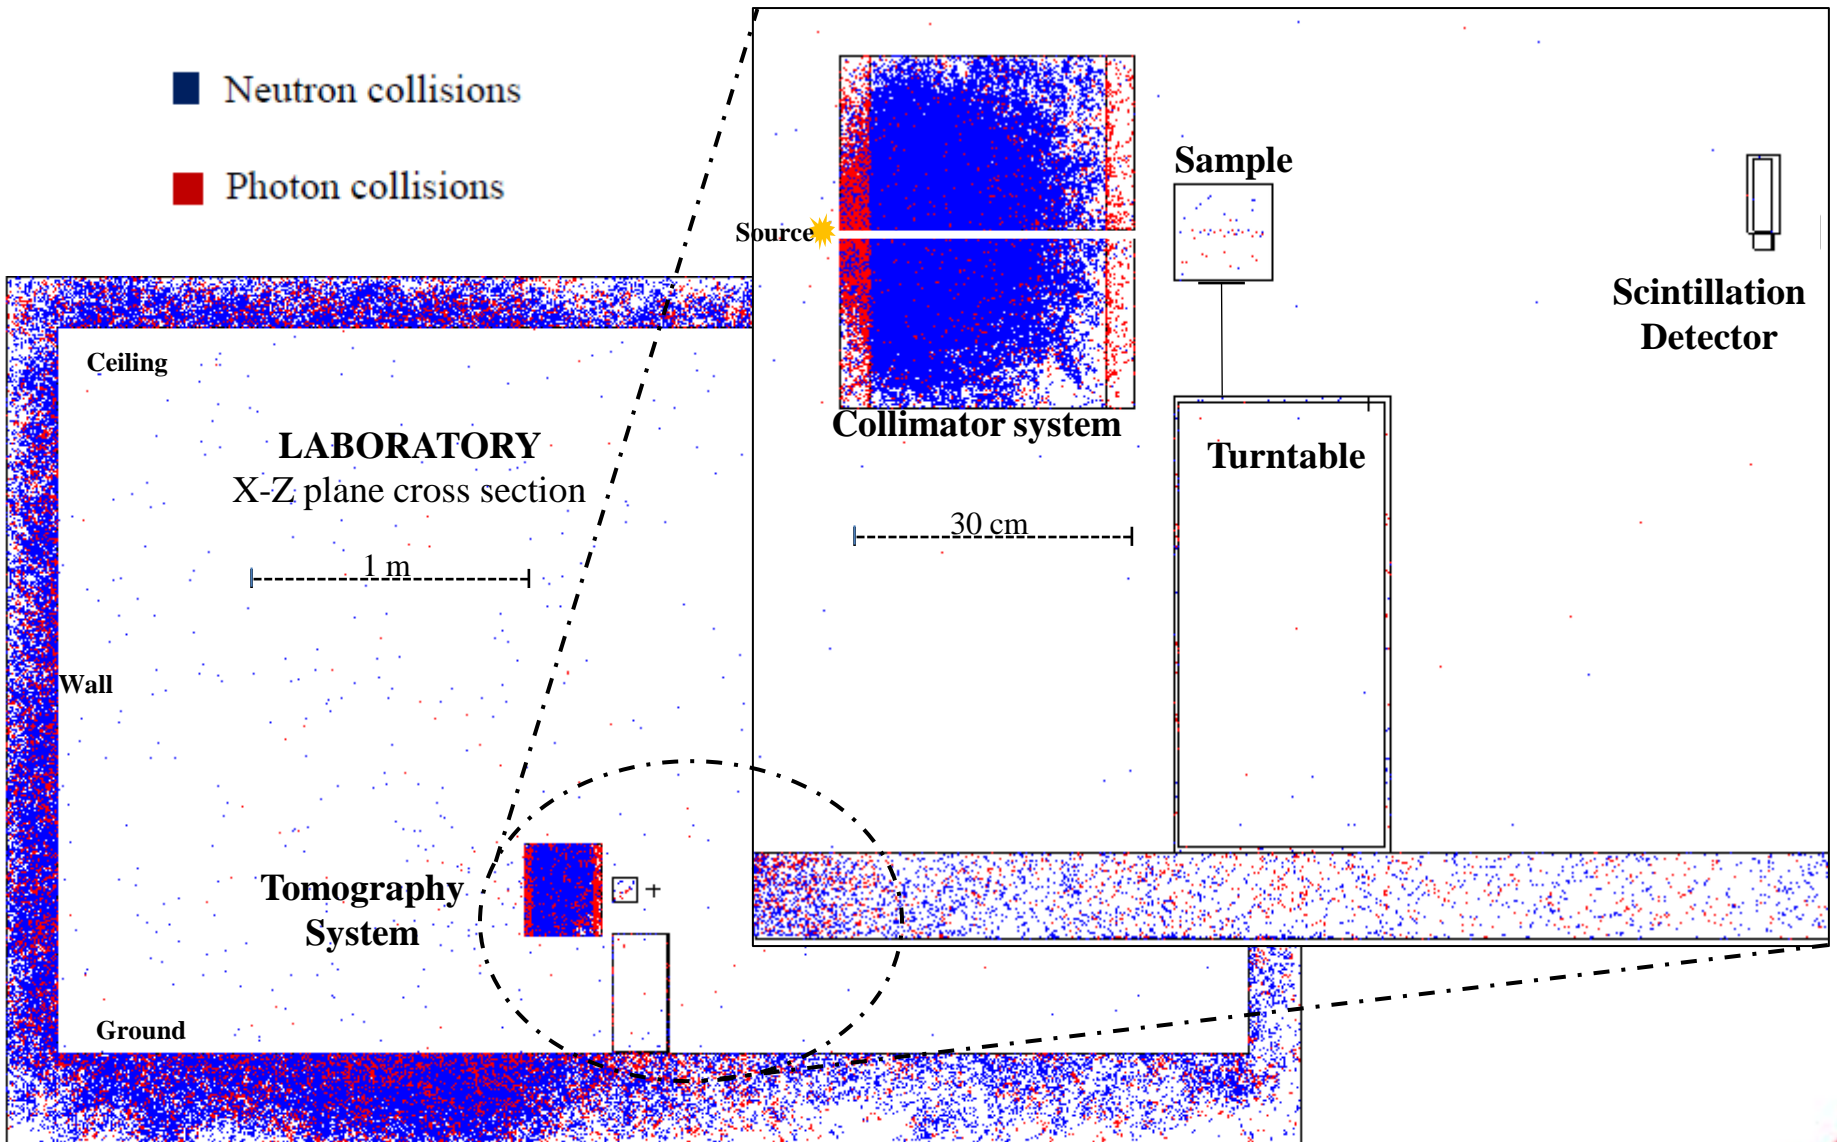 Neutron collisions
Photon collisions
Sample
Source
Scintillation
Detector
Ceiling
Collimator system
LABORATORY
X-Z plane cross section
Turntable
30 cm
1 m
Wall
Tomography
System
Ground